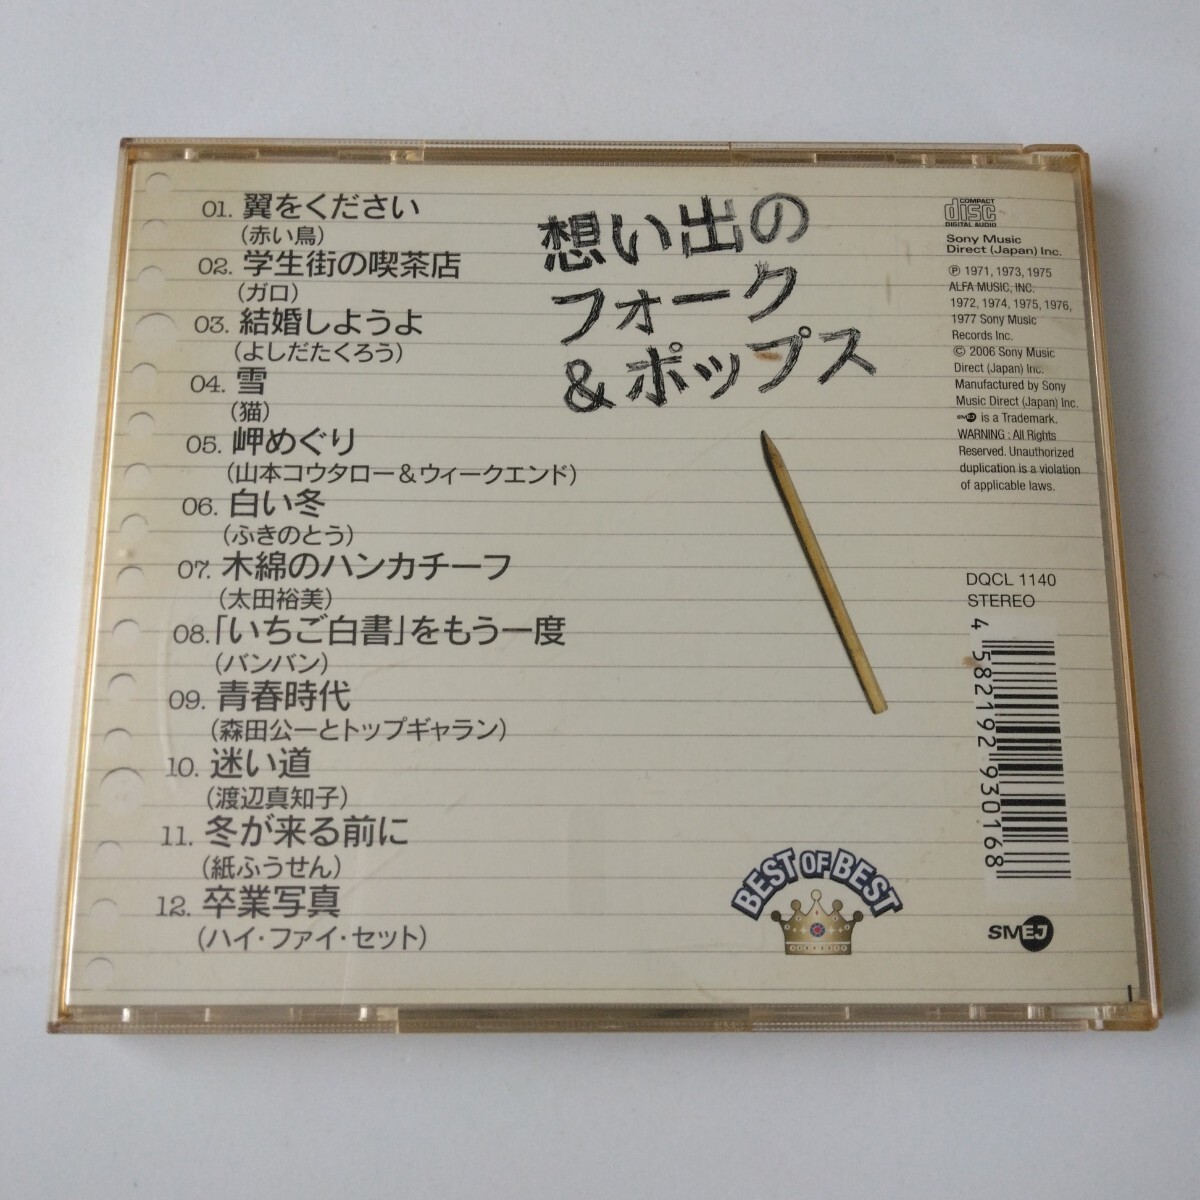 01. 翼をください
(赤い鳥)
02. 学生街の喫茶店
(ガロ)
03. 結婚しようよ
(よしだたくろう)
04. 雪
(猫)
05. 岬めぐり
(山本コウタロー&ウィークエンド)
06. 白い冬
(ふきのとう)
07. 木綿のハンカチーフ
(太田裕美)
08.「いちご白書」をもう一度
(バンバン)
09. 青春時代
(森田公一とトップギャラン)
10. 迷い道
(渡辺真知子)
11. 冬が来る前に
(紙ふうせん)
12. 卒業写真
(ハイ・ファイ・セット)
想い出の
フォーク
&ポップス
COMPACT
disc
DIGITAL AUDIO
Sony Music
Direct (Japan) Inc.
℗ 1971, 1973, 1975
ALFA MUSIC, INC.
1972, 1974, 1975, 1976,
1977 Sony Music
Records Inc.
© 2006 Sony Music
Direct (Japan) Inc.
Manufactured by Sony
Music Direct (Japan) Inc.
SMEJ is a Trademark.
WARNING : All Rights
Reserved. Unauthorized
duplication is a violation
of applicable laws.
DQCL 1140
STEREO
4 582192 930168
BEST OF BEST
SMEJ